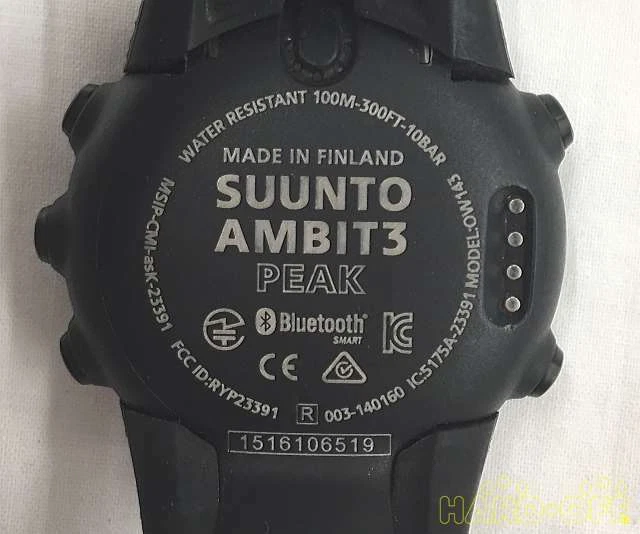 WATER RESISTANT 100M-300FT-10BAR
MADE IN FINLAND
SUUNTO
AMBIT3
PEAK
Bluetooth®
SMART
CE
MSIP-CMI-asK-23391
FCC ID:RYP23391
R 003-140160
IC:5175A-23391 MODEL:OW143
1516106519